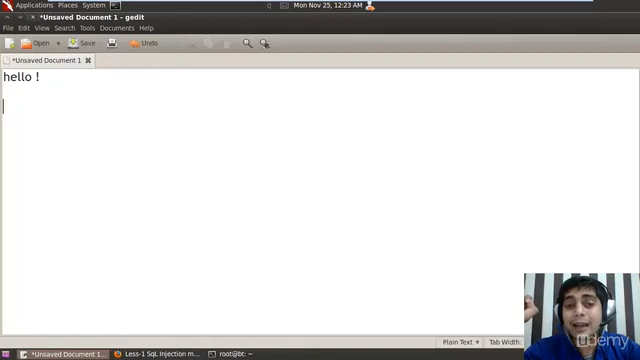 Applications Places System
Mon Nov 25, 12:23 AM
*Unsaved Document 1 - gedit
File Edit View Search Tools Documents Help
Open Save Undo
*Unsaved Document 1
hello !
Plain Text Tab Width:
udemy
*Unsaved Document 1... Less-1 SqL Injection m... root@bt: ~